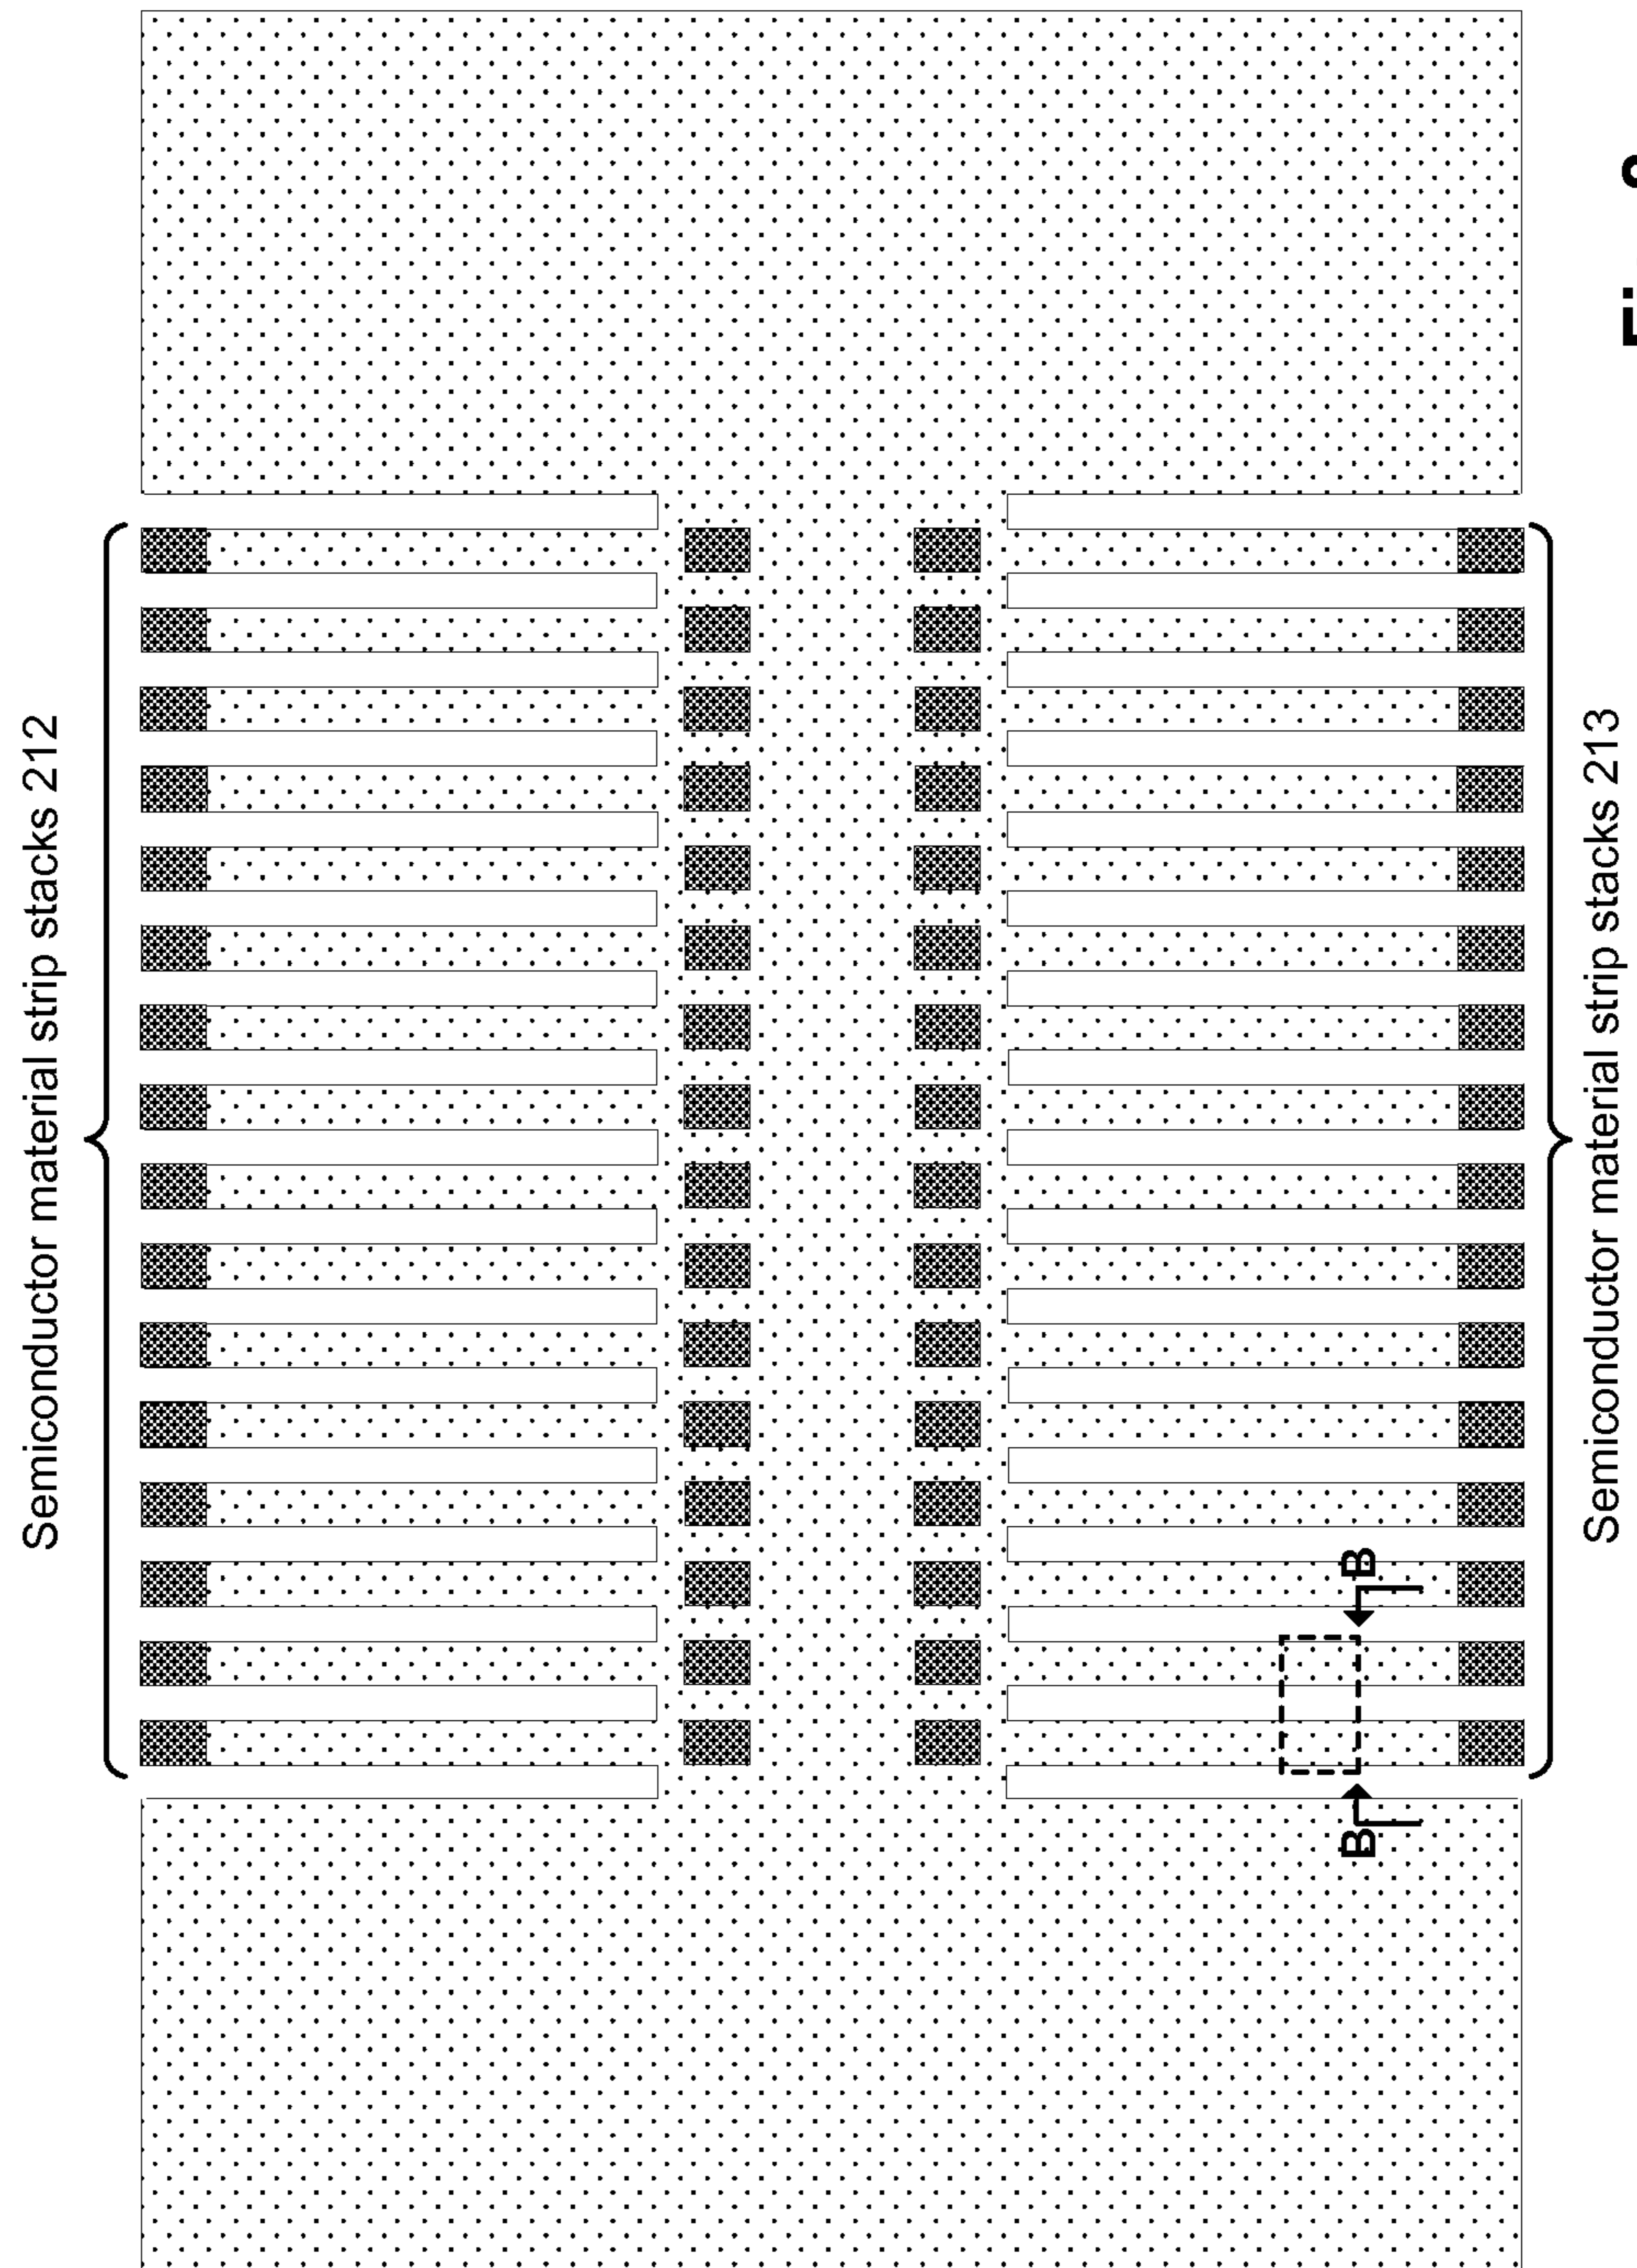 Semiconductor material strip stacks 212
B
B
Semiconductor material strip stacks 213